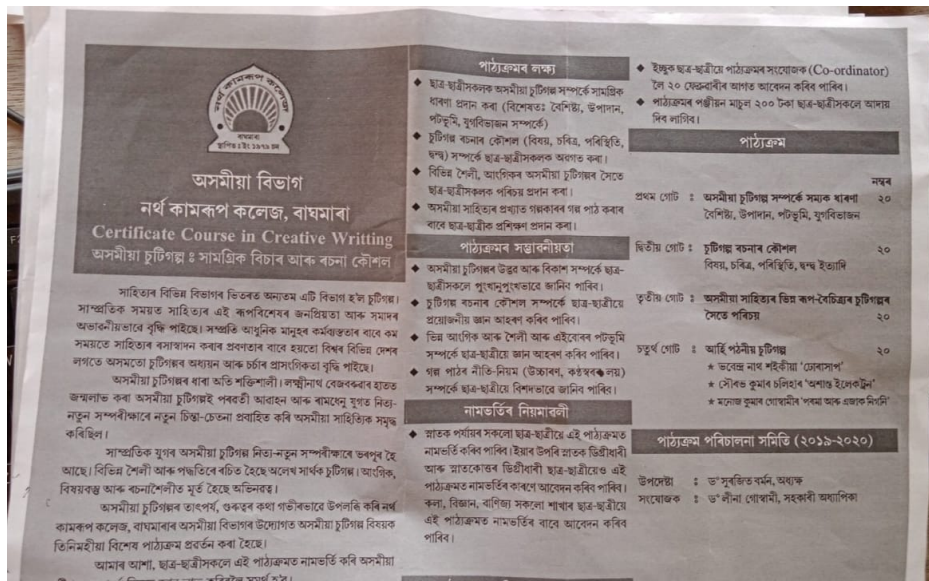 নৰ্থ কামৰূপ কলেজ
বাঘমাৰা
স্থাপিত : ইং ১৯৭৯ চন
অসমীয়া বিভাগ
নৰ্থ কামৰূপ কলেজ, বাঘমাৰা
Certificate Course in Creative Writting
অসমীয়া চুটিগল্প : সামগ্ৰিক বিচাৰ আৰু ৰচনা কৌশল
সাহিত্যৰ বিভিন্ন বিভাগৰ ভিতৰত অন্যতম এটি বিভাগ হ'ল চুটিগল্প।
সাম্প্ৰতিক সময়ত সাহিত্যৰ এই ৰূপবিশেষৰ জনপ্ৰিয়তা আৰু সমাদৰ
অভাৱনীয়ভাৱে বৃদ্ধি পাইছে। সম্প্ৰতি আধুনিক মানুহৰ কৰ্মব্যস্ততাৰ বাবে কম
সময়তে সাহিত্যৰ ৰসাস্বাদন কৰাৰ প্ৰৱণতাৰ বাবে হয়তো বিশ্বৰ বিভিন্ন দেশৰ
লগতে অসমতো চুটিগল্পৰ অধ্যয়ন আৰু চৰ্চাৰ প্ৰাসংগিকতা বৃদ্ধি পাইছে।
অসমীয়া চুটিগল্পৰ ধাৰা অতি শক্তিশালী। লক্ষ্মীনাথ বেজবৰুৱাৰ হাতত
জন্মলাভ কৰা অসমীয়া চুটিগল্পই পৰৱৰ্তী আৱাহন আৰু ৰামধেনু যুগত নিত্য-
নতুন সম্পৰীক্ষাৰে নতুন চিন্তা-চেতনা প্ৰবাহিত কৰি অসমীয়া সাহিত্যিক সমৃদ্ধ
কৰিছিল।
সাম্প্ৰতিক যুগৰ অসমীয়া চুটিগল্প নিত্য-নতুন সম্পৰীক্ষাৰে ভৰপূৰ হৈ
আছে। বিভিন্ন শৈলী আৰু পদ্ধতিৰে ৰচিত হৈছে অলেখ সাৰ্থক চুটিগল্প। আংগিক,
বিষয়বস্তু আৰু ৰচনাশৈলীত মূৰ্ত হৈছে অভিনৱত্ব।
অসমীয়া চুটিগল্পৰ তাৎপৰ্য, গুৰুত্বৰ কথা গভীৰভাৱে উপলব্ধি কৰি নৰ্থ
কামৰূপ কলেজ, বাঘমাৰাৰ অসমীয়া বিভাগৰ উদ্যোগত অসমীয়া চুটিগল্প বিষয়ক
তিনিমহীয়া বিশেষ পাঠ্যক্ৰম প্ৰৱৰ্তন কৰা হৈছে।
আমাৰ আশা, ছাত্ৰ-ছাত্ৰীসকলে এই পাঠ্যক্ৰমত নামভৰ্তি কৰি অসমীয়া
পাঠ্যক্ৰমৰ লক্ষ্য
◆ ছাত্ৰ-ছাত্ৰীসকলক অসমীয়া চুটিগল্প সম্পৰ্কে সামগ্ৰিক
ধাৰণা প্ৰদান কৰা (বিশেষতঃ বৈশিষ্ট্য, উপাদান,
পটভূমি, যুগবিভাজন সম্পৰ্কে)
◆ চুটিগল্প ৰচনাৰ কৌশল (বিষয়, চৰিত্ৰ, পৰিস্থিতি,
দ্বন্দ্ব) সম্পৰ্কে ছাত্ৰ-ছাত্ৰীসকলক অৱগত কৰা।
◆ বিভিন্ন শৈলী, আংগিকৰ অসমীয়া চুটিগল্পৰ সৈতে
ছাত্ৰ-ছাত্ৰীসকলক পৰিচয় প্ৰদান কৰা।
◆ অসমীয়া সাহিত্যৰ প্ৰখ্যাত গল্পকাৰৰ গল্প পাঠ কৰাৰ
বাবে ছাত্ৰ-ছাত্ৰীক প্ৰশিক্ষণ প্ৰদান কৰা।
পাঠ্যক্ৰমৰ সম্ভাৱনীয়তা
◆ অসমীয়া চুটিগল্পৰ উদ্ভৱ আৰু বিকাশ সম্পৰ্কে ছাত্ৰ-
ছাত্ৰীসকলে পুংখানুপুংখভাৱে জানিব পাৰিব।
◆ চুটিগল্প ৰচনাৰ কৌশল সম্পৰ্কে ছাত্ৰ-ছাত্ৰীয়ে
প্ৰয়োজনীয় জ্ঞান আহৰণ কৰিব পাৰিব।
◆ ভিন্ন আংগিক আৰু শৈলী আৰু এইবোৰৰ পটভূমি
সম্পৰ্কে ছাত্ৰ-ছাত্ৰীয়ে জ্ঞান আহৰণ কৰিব পাৰিব।
◆ গল্প পাঠৰ নীতি-নিয়ম (উচ্চাৰণ, কণ্ঠস্বৰ◆লয়)
সম্পৰ্কে ছাত্ৰ-ছাত্ৰীয়ে বিশদভাৱে জানিব পাৰিব।
নামভৰ্তিৰ নিয়মাৱলী
◆ স্নাতক পৰ্যায়ৰ সকলো ছাত্ৰ-ছাত্ৰীয়ে এই পাঠ্যক্ৰমত
নামভৰ্তি কৰিব পাৰিব। ইয়াৰ উপৰি স্নাতক ডিগ্ৰীধাৰী
আৰু স্নাতকোত্তৰ ডিগ্ৰীধাৰী ছাত্ৰ-ছাত্ৰীয়েও এই
পাঠ্যক্ৰমত নামভৰ্তিৰ কাৰণে আবেদন কৰিব পাৰিব।
কলা, বিজ্ঞান, বাণিজ্য সকলো শাখাৰ ছাত্ৰ-ছাত্ৰীয়ে
এই পাঠ্যক্ৰমত নামভৰ্তিৰ বাবে আবেদন কৰিব
পাৰিব।
◆ ইচ্ছুক ছাত্ৰ-ছাত্ৰীয়ে পাঠ্যক্ৰমৰ সংযোজক (Co-ordinator)
লৈ ২০ ফেব্ৰুৱাৰীৰ আগত আবেদন কৰিব পাৰিব।
◆ পাঠ্যক্ৰমৰ পঞ্জীয়ন মাচুল ২০০ টকা ছাত্ৰ-ছাত্ৰীসকলে আদায়
দিব লাগিব।
পাঠ্যক্ৰম
নম্বৰ
প্ৰথম গোট : অসমীয়া চুটিগল্প সম্পৰ্কে সম্যক ধাৰণা ২০
বৈশিষ্ট্য, উপাদান, পটভূমি, যুগবিভাজন
দ্বিতীয় গোট : চুটিগল্প ৰচনাৰ কৌশল ২০
বিষয়, চৰিত্ৰ, পৰিস্থিতি, দ্বন্দ্ব ইত্যাদি
তৃতীয় গোট : অসমীয়া সাহিত্যৰ ভিন্ন ৰূপ-বৈচিত্ৰ্যৰ চুটিগল্পৰ
সৈতে পৰিচয় ২০
চতুৰ্থ গোট : আৰ্হি পঠনীয় চুটিগল্প ২০
★ ভবেন্দ্ৰ নাথ শইকীয়া 'ঢোৰাসাপ'
★ সৌৰভ কুমাৰ চলিহাৰ 'অশান্ত ইলেকট্ৰন'
★ মনোজ কুমাৰ গোস্বামীৰ 'পৰমা আৰু এজাক নিগনি'
পাঠ্যক্ৰম পৰিচালনা সমিতি (২০১৯-২০২০)
উপদেষ্টা : ড° সুৰজিত বৰ্মন, অধ্যক্ষ
সংযোজক : ড° লীনা গোস্বামী, সহকাৰী অধ্যাপিকা